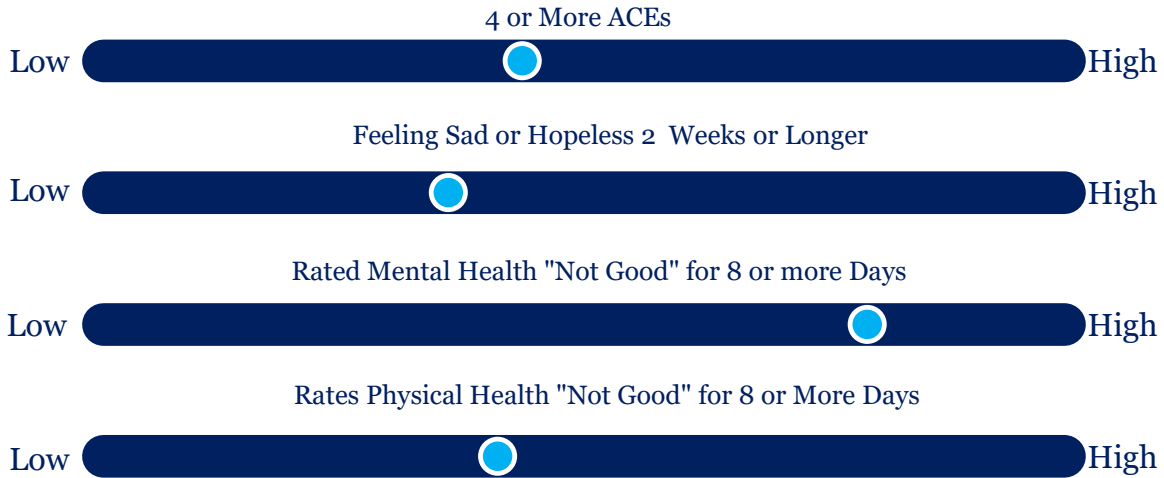 4 or More ACEs
Low High
Feeling Sad or Hopeless 2  Weeks or Longer
Low High
Rated Mental Health "Not Good" for 8 or more Days
Low High
Rates Physical Health "Not Good" for 8 or More Days
Low High